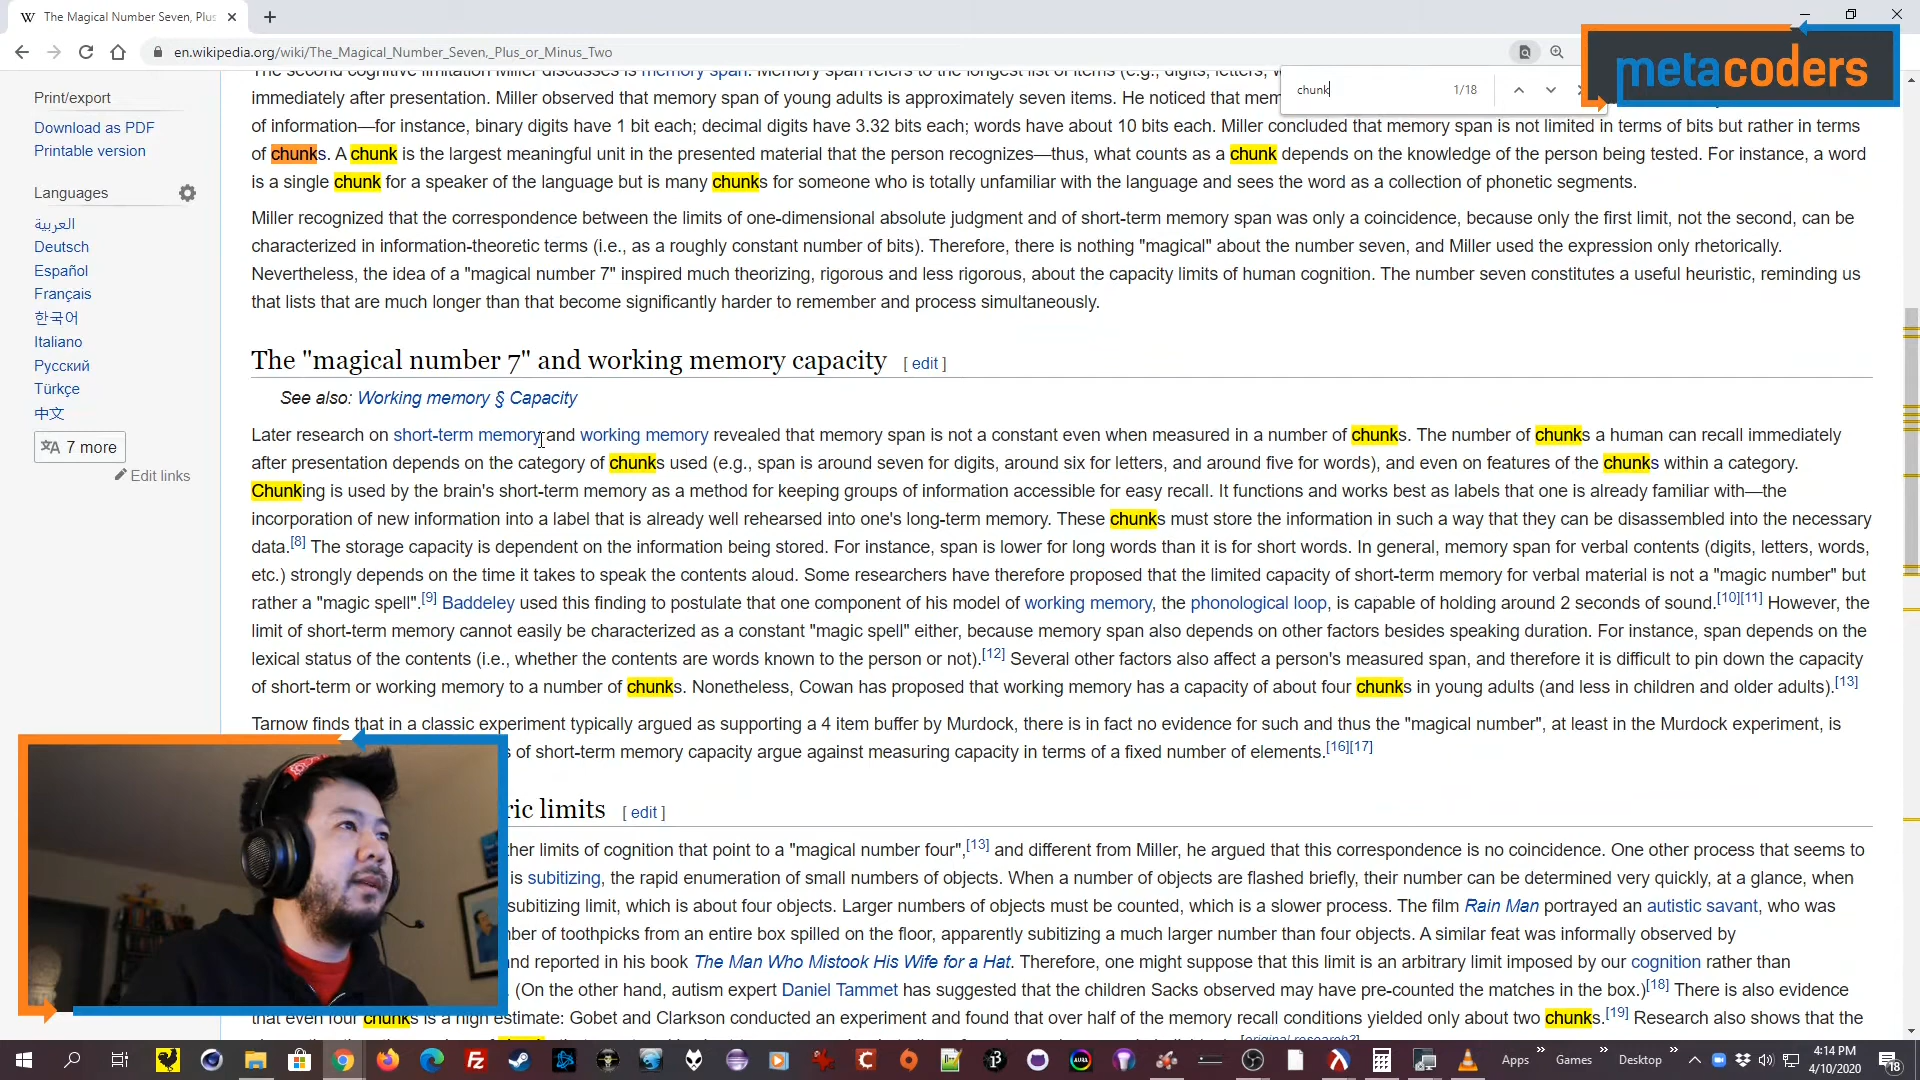 The Magical Number Seven, Plus
en.wikipedia.org/wiki/The_Magical_Number_Seven,_Plus_or_Minus_Two
metacoders
chunk 1/18
Print/export
Download as PDF
Printable version
Languages
العربية
Deutsch
Español
Français
한국어
Italiano
Русский
Türkçe
中文
7 more
Edit links
The second cognitive limitation Miller discusses is memory span. Memory span refers to the longest list of items (e.g., digits, letters,
immediately after presentation. Miller observed that memory span of young adults is approximately seven items. He noticed that mem
of information—for instance, binary digits have 1 bit each; decimal digits have 3.32 bits each; words have about 10 bits each. Miller concluded that memory span is not limited in terms of bits but rather in terms
of chunks. A chunk is the largest meaningful unit in the presented material that the person recognizes—thus, what counts as a chunk depends on the knowledge of the person being tested. For instance, a word
is a single chunk for a speaker of the language but is many chunks for someone who is totally unfamiliar with the language and sees the word as a collection of phonetic segments.
Miller recognized that the correspondence between the limits of one-dimensional absolute judgment and of short-term memory span was only a coincidence, because only the first limit, not the second, can be
characterized in information-theoretic terms (i.e., as a roughly constant number of bits). Therefore, there is nothing "magical" about the number seven, and Miller used the expression only rhetorically.
Nevertheless, the idea of a "magical number 7" inspired much theorizing, rigorous and less rigorous, about the capacity limits of human cognition. The number seven constitutes a useful heuristic, reminding us
that lists that are much longer than that become significantly harder to remember and process simultaneously.
The "magical number 7" and working memory capacity [ edit ]
See also: Working memory § Capacity
Later research on short-term memory and working memory revealed that memory span is not a constant even when measured in a number of chunks. The number of chunks a human can recall immediately
after presentation depends on the category of chunks used (e.g., span is around seven for digits, around six for letters, and around five for words), and even on features of the chunks within a category.
Chunking is used by the brain's short-term memory as a method for keeping groups of information accessible for easy recall. It functions and works best as labels that one is already familiar with—the
incorporation of new information into a label that is already well rehearsed into one's long-term memory. These chunks must store the information in such a way that they can be disassembled into the necessary
data.[8] The storage capacity is dependent on the information being stored. For instance, span is lower for long words than it is for short words. In general, memory span for verbal contents (digits, letters, words,
etc.) strongly depends on the time it takes to speak the contents aloud. Some researchers have therefore proposed that the limited capacity of short-term memory for verbal material is not a "magic number" but
rather a "magic spell".[9] Baddeley used this finding to postulate that one component of his model of working memory, the phonological loop, is capable of holding around 2 seconds of sound.[10][11] However, the
limit of short-term memory cannot easily be characterized as a constant "magic spell" either, because memory span also depends on other factors besides speaking duration. For instance, span depends on the
lexical status of the contents (i.e., whether the contents are words known to the person or not).[12] Several other factors also affect a person's measured span, and therefore it is difficult to pin down the capacity
of short-term or working memory to a number of chunks. Nonetheless, Cowan has proposed that working memory has a capacity of about four chunks in young adults (and less in children and older adults).[13]
Tarnow finds that in a classic experiment typically argued as supporting a 4 item buffer by Murdock, there is in fact no evidence for such and thus the "magical number", at least in the Murdock experiment, is
s of short-term memory capacity argue against measuring capacity in terms of a fixed number of elements.[16][17]
ric limits [ edit ]
her limits of cognition that point to a "magical number four",[13] and different from Miller, he argued that this correspondence is no coincidence. One other process that seems to
is subitizing, the rapid enumeration of small numbers of objects. When a number of objects are flashed briefly, their number can be determined very quickly, at a glance, when
subitizing limit, which is about four objects. Larger numbers of objects must be counted, which is a slower process. The film Rain Man portrayed an autistic savant, who was
ber of toothpicks from an entire box spilled on the floor, apparently subitizing a much larger number than four objects. A similar feat was informally observed by
nd reported in his book The Man Who Mistook His Wife for a Hat. Therefore, one might suppose that this limit is an arbitrary limit imposed by our cognition rather than
(On the other hand, autism expert Daniel Tammet has suggested that the children Sacks observed may have pre-counted the matches in the box.)[18] There is also evidence
that even four chunks is a high estimate: Gobet and Clarkson conducted an experiment and found that over half of the memory recall conditions yielded only about two chunks.[19] Research also shows that the
[original research?]
Apps » Games » Desktop »
4:14 PM
4/10/2020
18